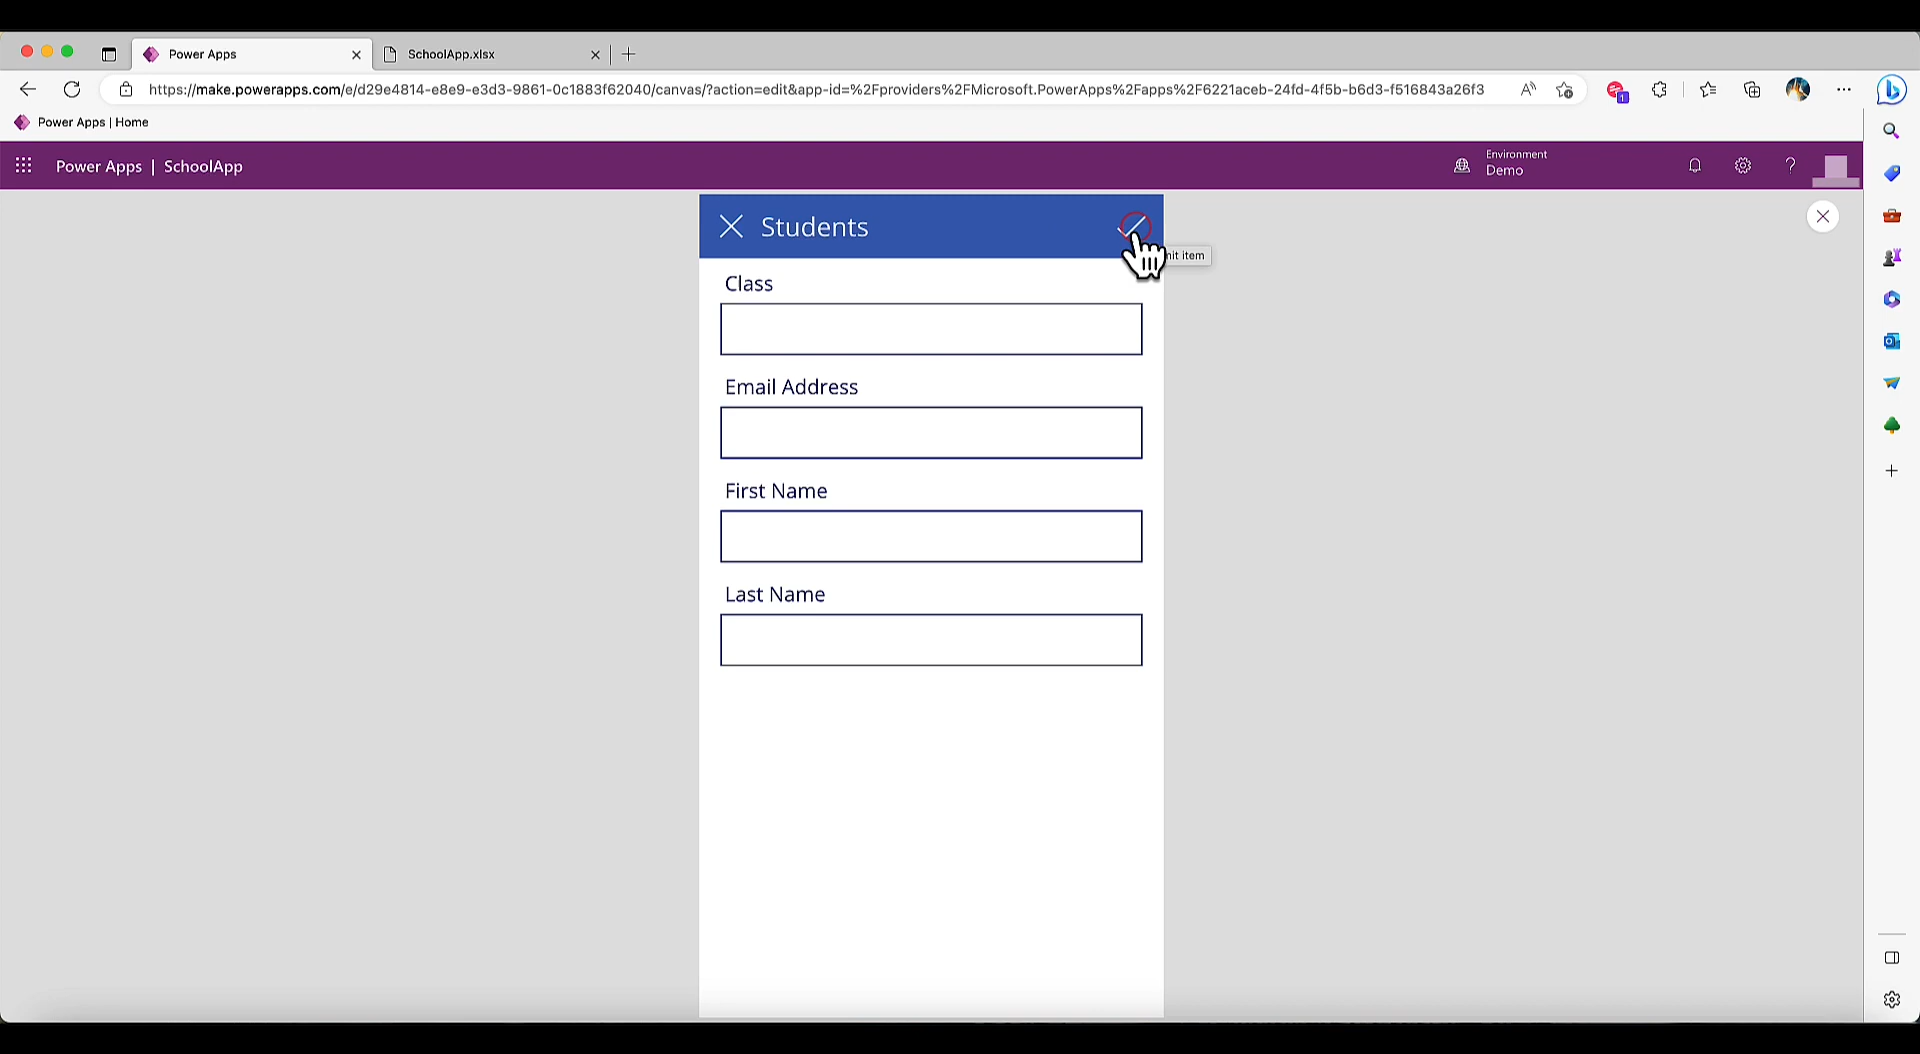 Power Apps
SchoolApp.xlsx
https://make.powerapps.com/e/d29e4814-e8e9-e3d3-9861-0c1883f62040/canvas/?action=edit&app-id=%2Fproviders%2FMicrosoft.PowerApps%2Fapps%2F6221aceb-24fd-4f5b-b6d3-f516843a26f3
1
Power Apps | Home
Power Apps | SchoolApp
Environment
Demo
Students
item
Class
Email Address
First Name
Last Name